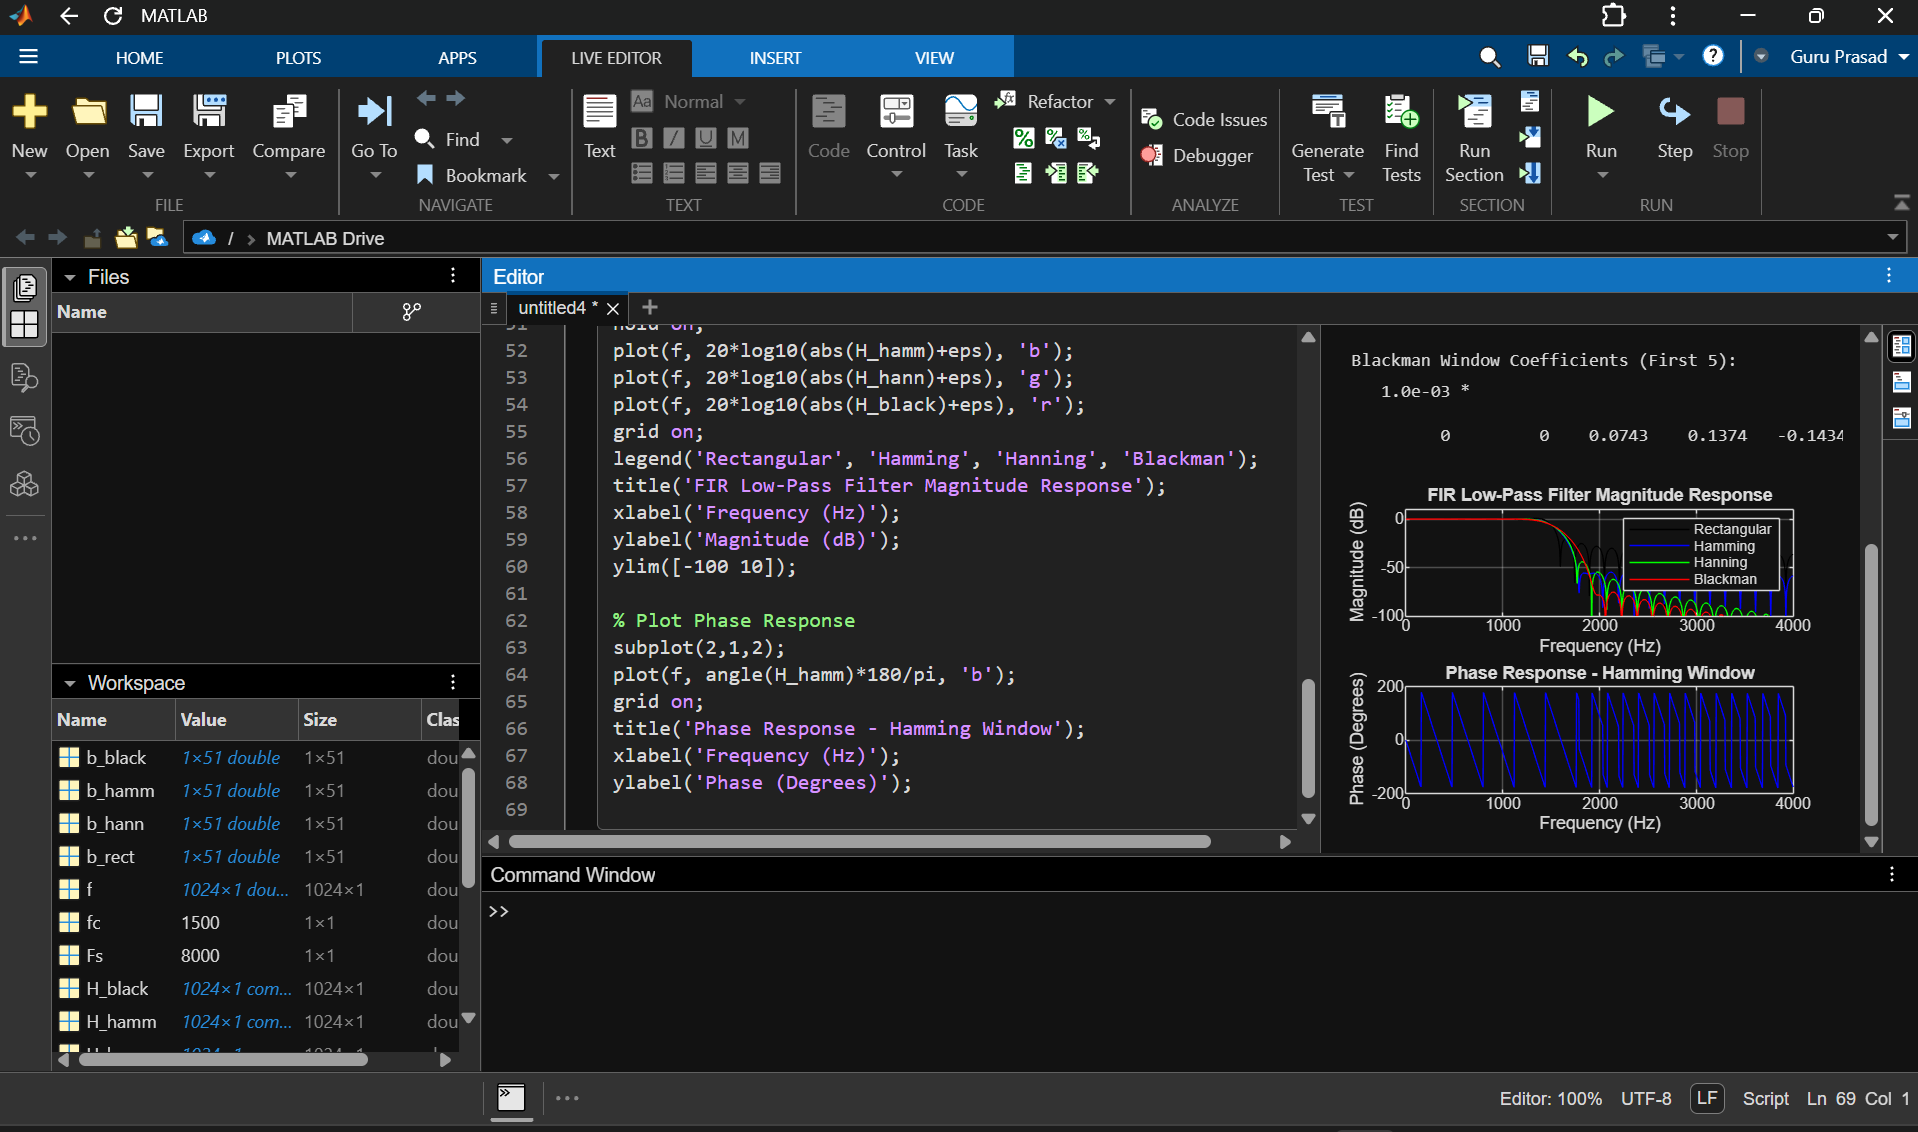 MATLAB
HOME PLOTS APPS LIVE EDITOR INSERT VIEW Guru Prasad
New Open Save Export Compare
FILE
Go To Find Bookmark
NAVIGATE
Text Aa Normal B I U M
TEXT
Code Control Task Refactor
CODE
Code Issues
Debugger
ANALYZE
Generate Test Find Tests
TEST
Run Section
SECTION
Run Step Stop
RUN
/ > MATLAB Drive
Files
Name
Workspace
Name Value Size Clas
b_black 1×51 double 1×51 dou
b_hamm 1×51 double 1×51 dou
b_hann 1×51 double 1×51 dou
b_rect 1×51 double 1×51 dou
f 1024×1 dou... 1024×1 dou
fc 1500 1×1 dou
Fs 8000 1×1 dou
H_black 1024×1 com... 1024×1 dou
H_hamm 1024×1 com... 1024×1 dou
Editor
untitled4 *
51 hold on;
52 plot(f, 20*log10(abs(H_hamm)+eps), 'b');
53 plot(f, 20*log10(abs(H_hann)+eps), 'g');
54 plot(f, 20*log10(abs(H_black)+eps), 'r');
55 grid on;
56 legend('Rectangular', 'Hamming', 'Hanning', 'Blackman');
57 title('FIR Low-Pass Filter Magnitude Response');
58 xlabel('Frequency (Hz)');
59 ylabel('Magnitude (dB)');
60 ylim([-100 10]);
61
62 % Plot Phase Response
63 subplot(2,1,2);
64 plot(f, angle(H_hamm)*180/pi, 'b');
65 grid on;
66 title('Phase Response - Hamming Window');
67 xlabel('Frequency (Hz)');
68 ylabel('Phase (Degrees)');
69
Blackman Window Coefficients (First 5):
1.0e-03 *
0 0 0.0743 0.1374 -0.1434
FIR Low-Pass Filter Magnitude Response
Magnitude (dB)
0
-50
-100
Rectangular
Hamming
Hanning
Blackman
0 1000 2000 3000 4000
Frequency (Hz)
Phase Response - Hamming Window
Phase (Degrees)
200
0
-200
0 1000 2000 3000 4000
Frequency (Hz)
Command Window
>>
Editor: 100% UTF-8 LF Script Ln 69 Col 1